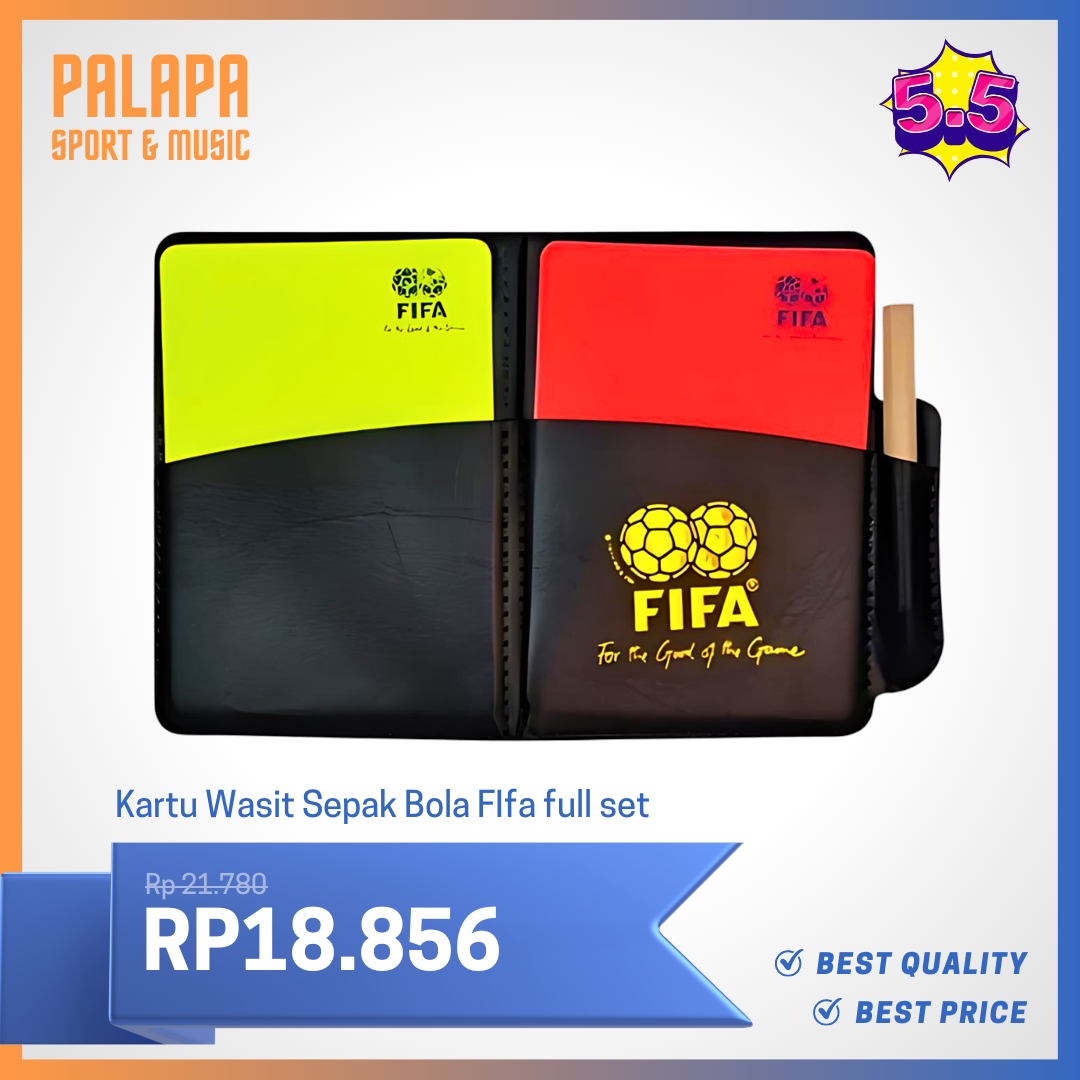 PALAPA
SPORT & MUSIC
5.5
FIFA
FIFA
FIFA
For the Good of the Game
Kartu Wasit Sepak Bola FIfa full set
Rp 21.780
RP18.856
BEST QUALITY
BEST PRICE